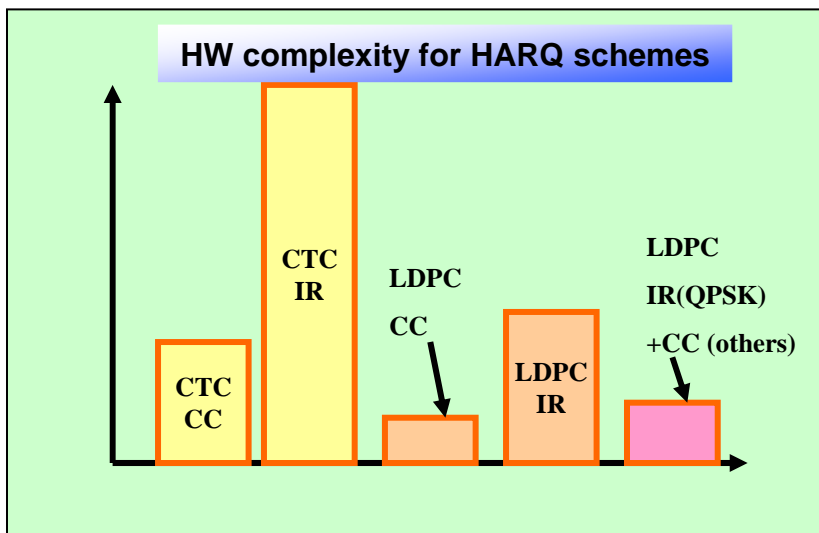 HW complexity for HARQ schemes
CTC
CC
CTC
IR
LDPC
CC
LDPC
IR
LDPC
IR(QPSK)
+CC (others)